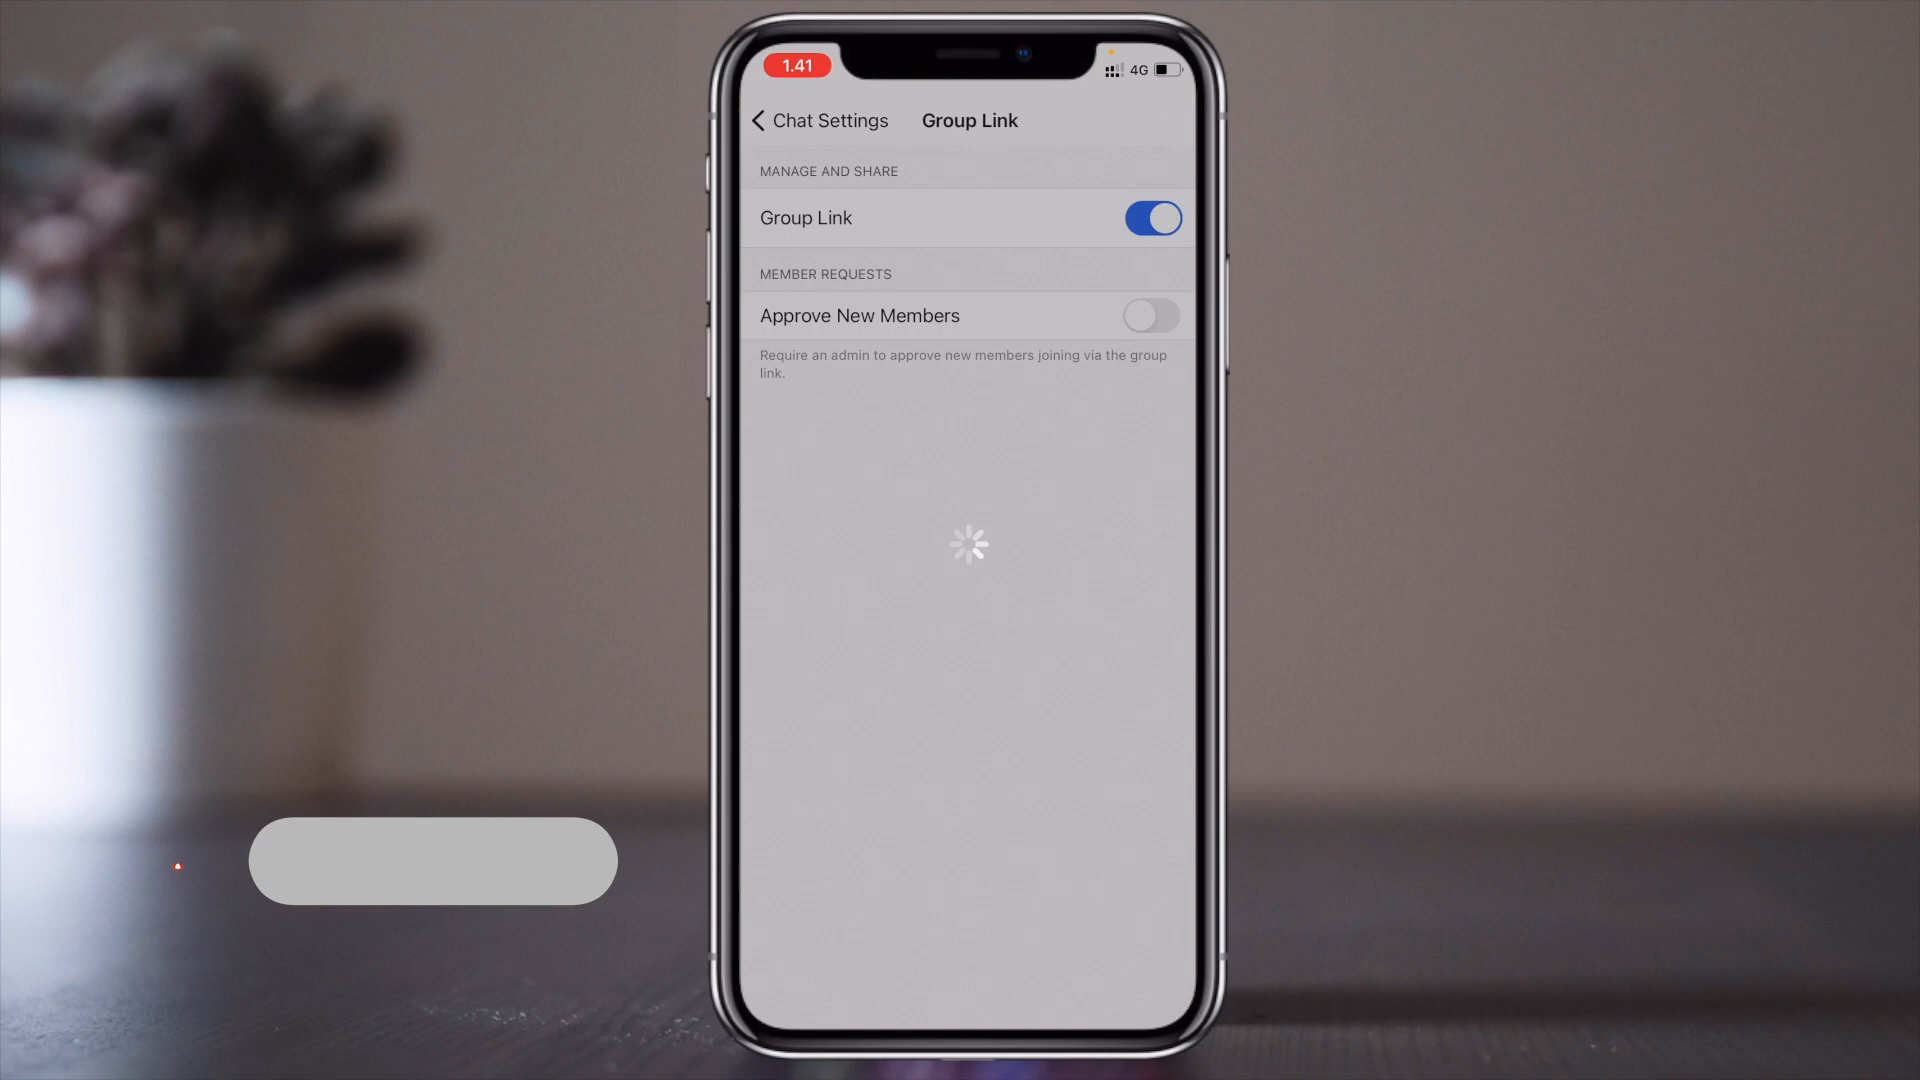 1.41
4G
Chat Settings
Group Link
MANAGE AND SHARE
Group Link
MEMBER REQUESTS
Approve New Members
Require an admin to approve new members joining via the group
link.